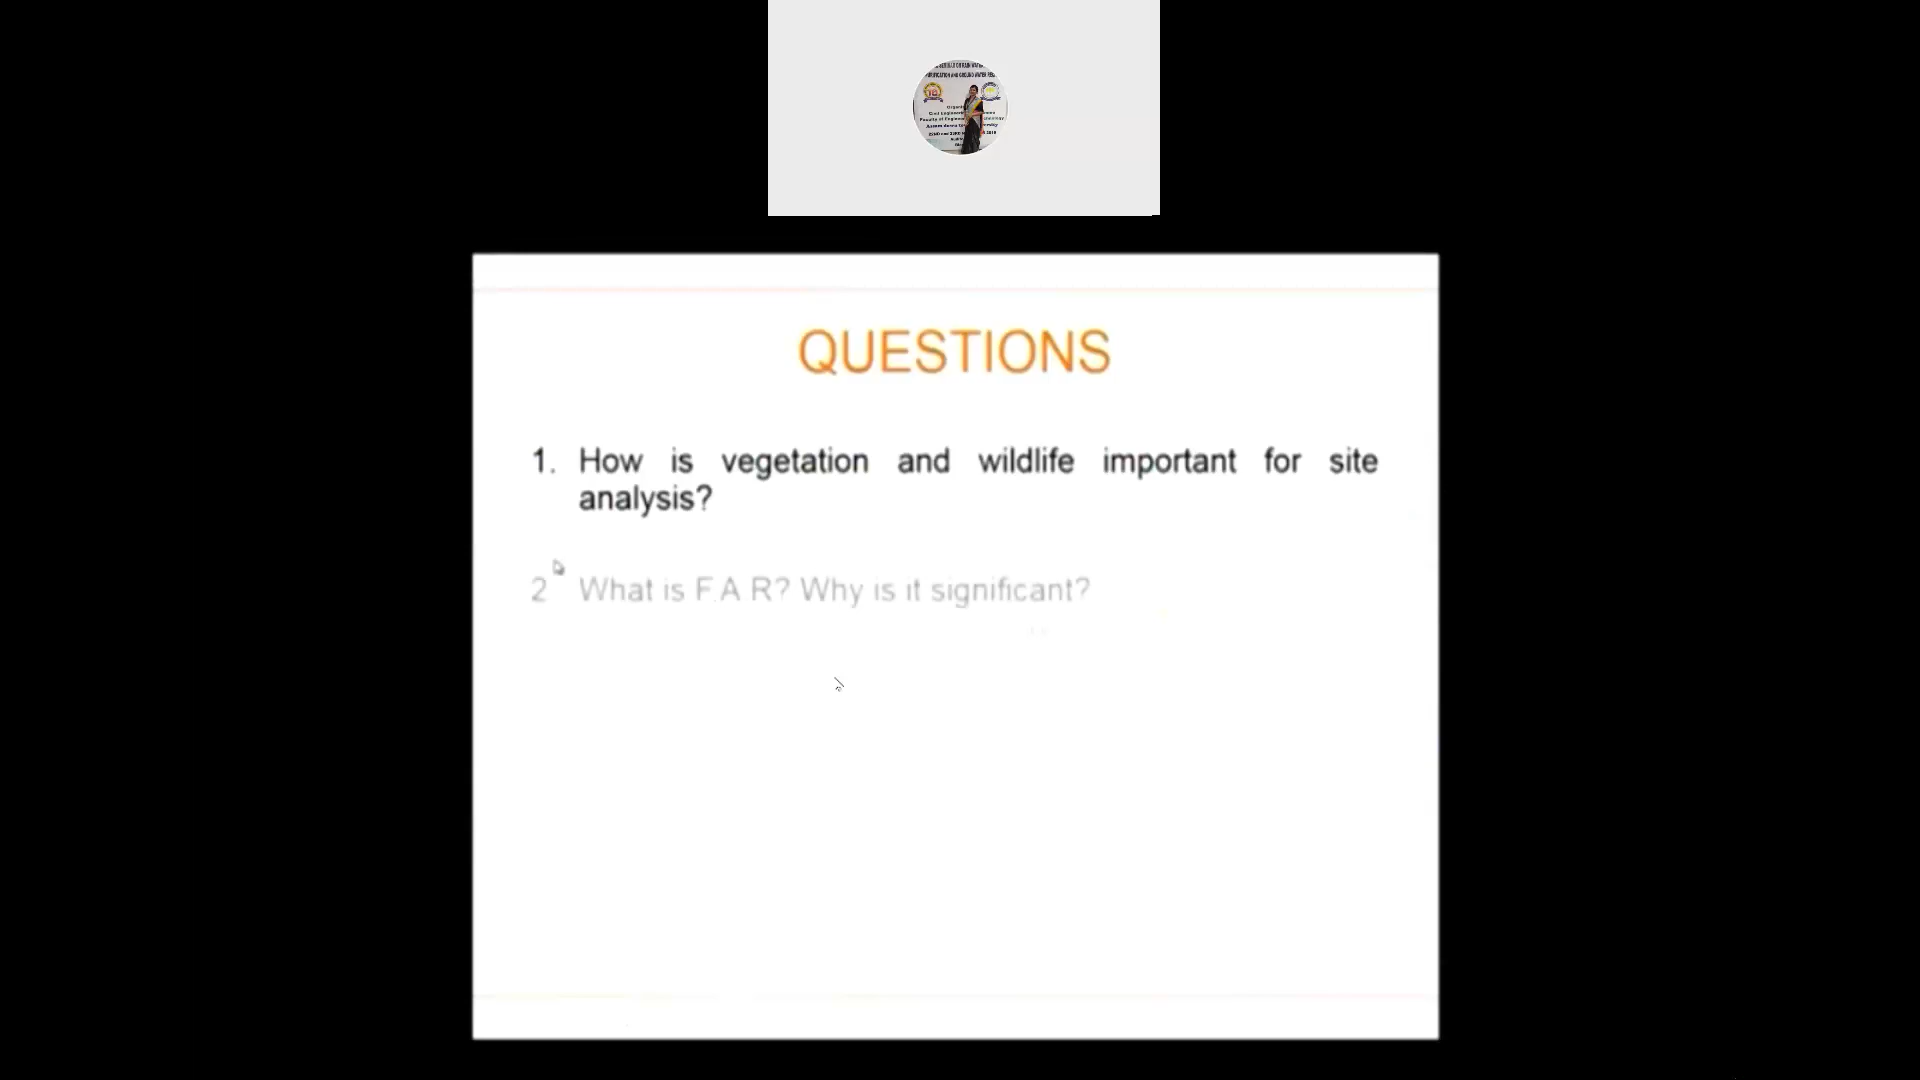 QUESTIONS
1. How is vegetation and wildlife important for site
analysis?
2 What is F.A R? Why is it significant?